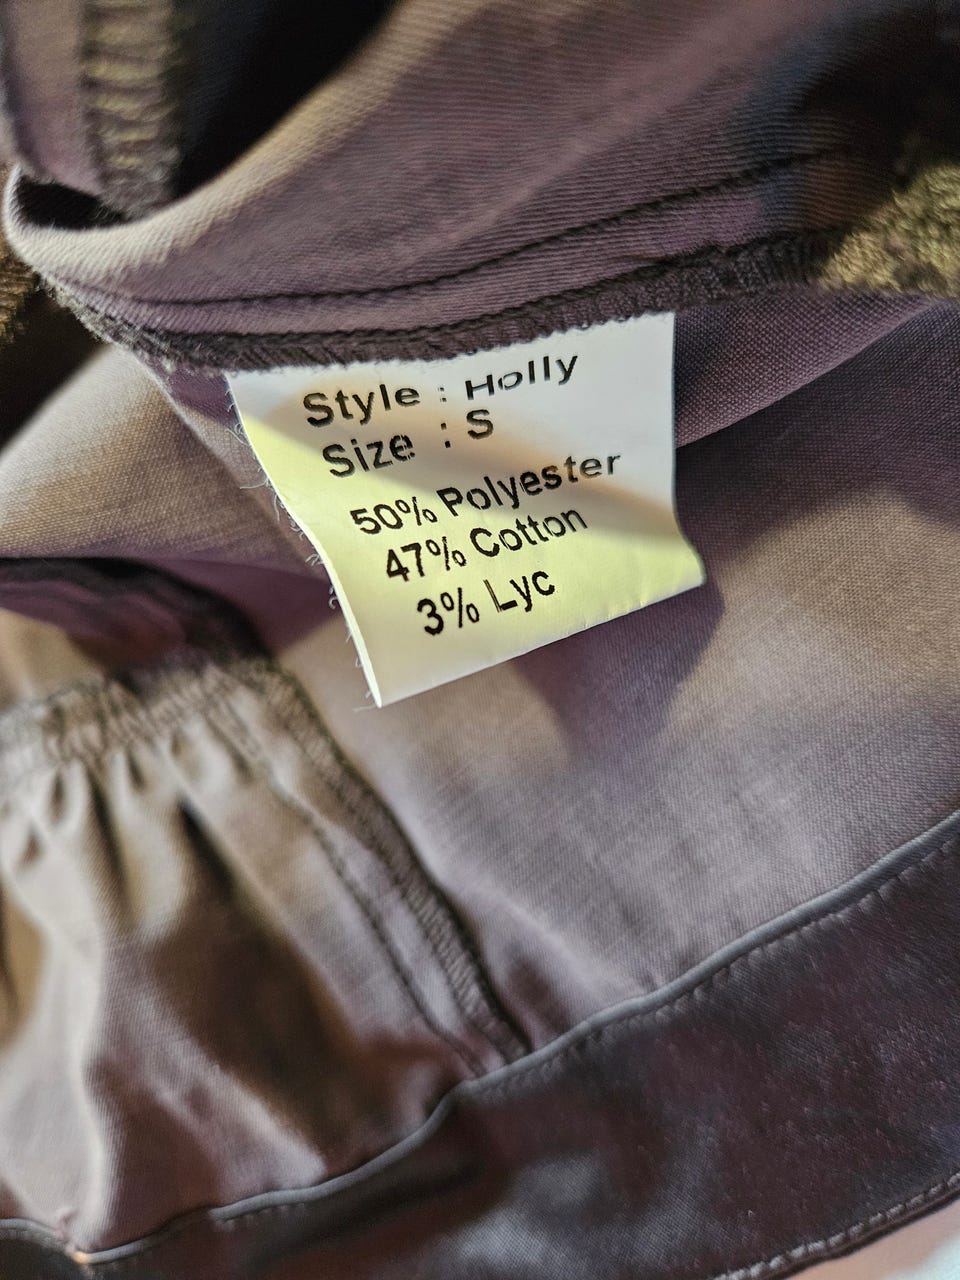 Style : Holly
Size : S
50% Polyester
47% Cotton
3% Lyc